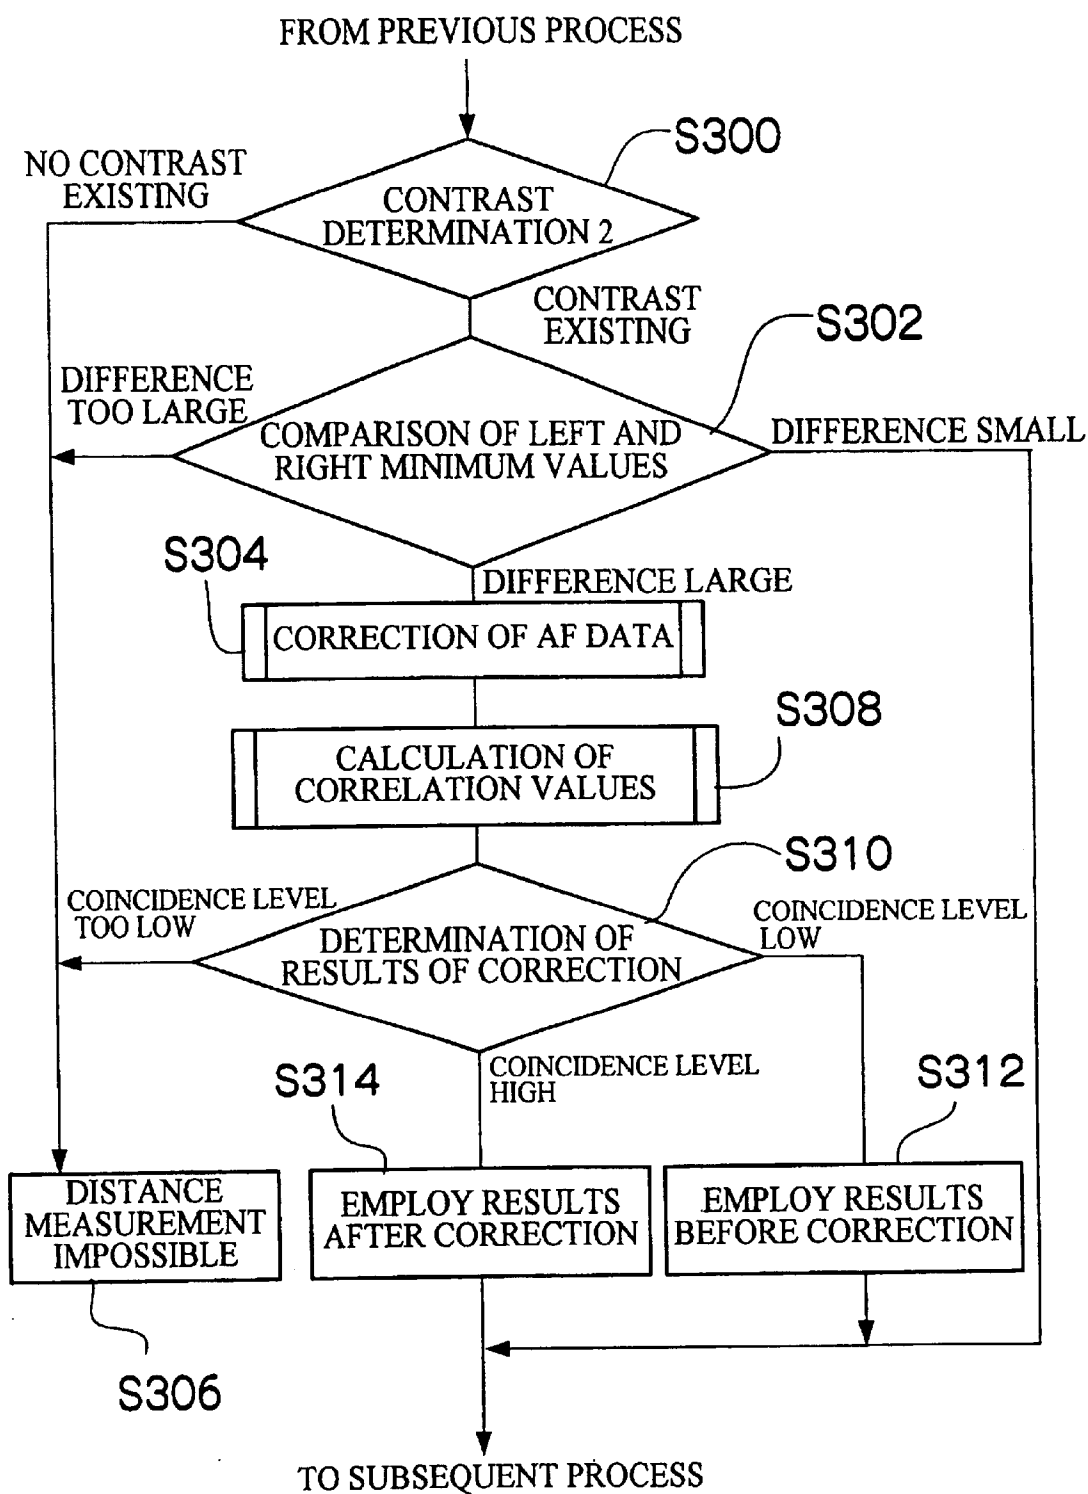 FROM PREVIOUS PROCESS
S300
NO CONTRAST
EXISTING
CONTRAST
DETERMINATION 2
CONTRAST
EXISTING
S302
DIFFERENCE
TOO LARGE
COMPARISON OF LEFT AND
RIGHT MINIMUM VALUES
DIFFERENCE SMALL
S304
DIFFERENCE LARGE
CORRECTION OF AF DATA
S308
CALCULATION OF
CORRELATION VALUES
S310
COINCIDENCE LEVEL
TOO LOW
DETERMINATION OF
RESULTS OF CORRECTION
COINCIDENCE LEVEL
LOW
S314
COINCIDENCE LEVEL
HIGH
S312
DISTANCE
MEASUREMENT
IMPOSSIBLE
EMPLOY RESULTS
AFTER CORRECTION
EMPLOY RESULTS
BEFORE CORRECTION
S306
TO SUBSEQUENT PROCESS